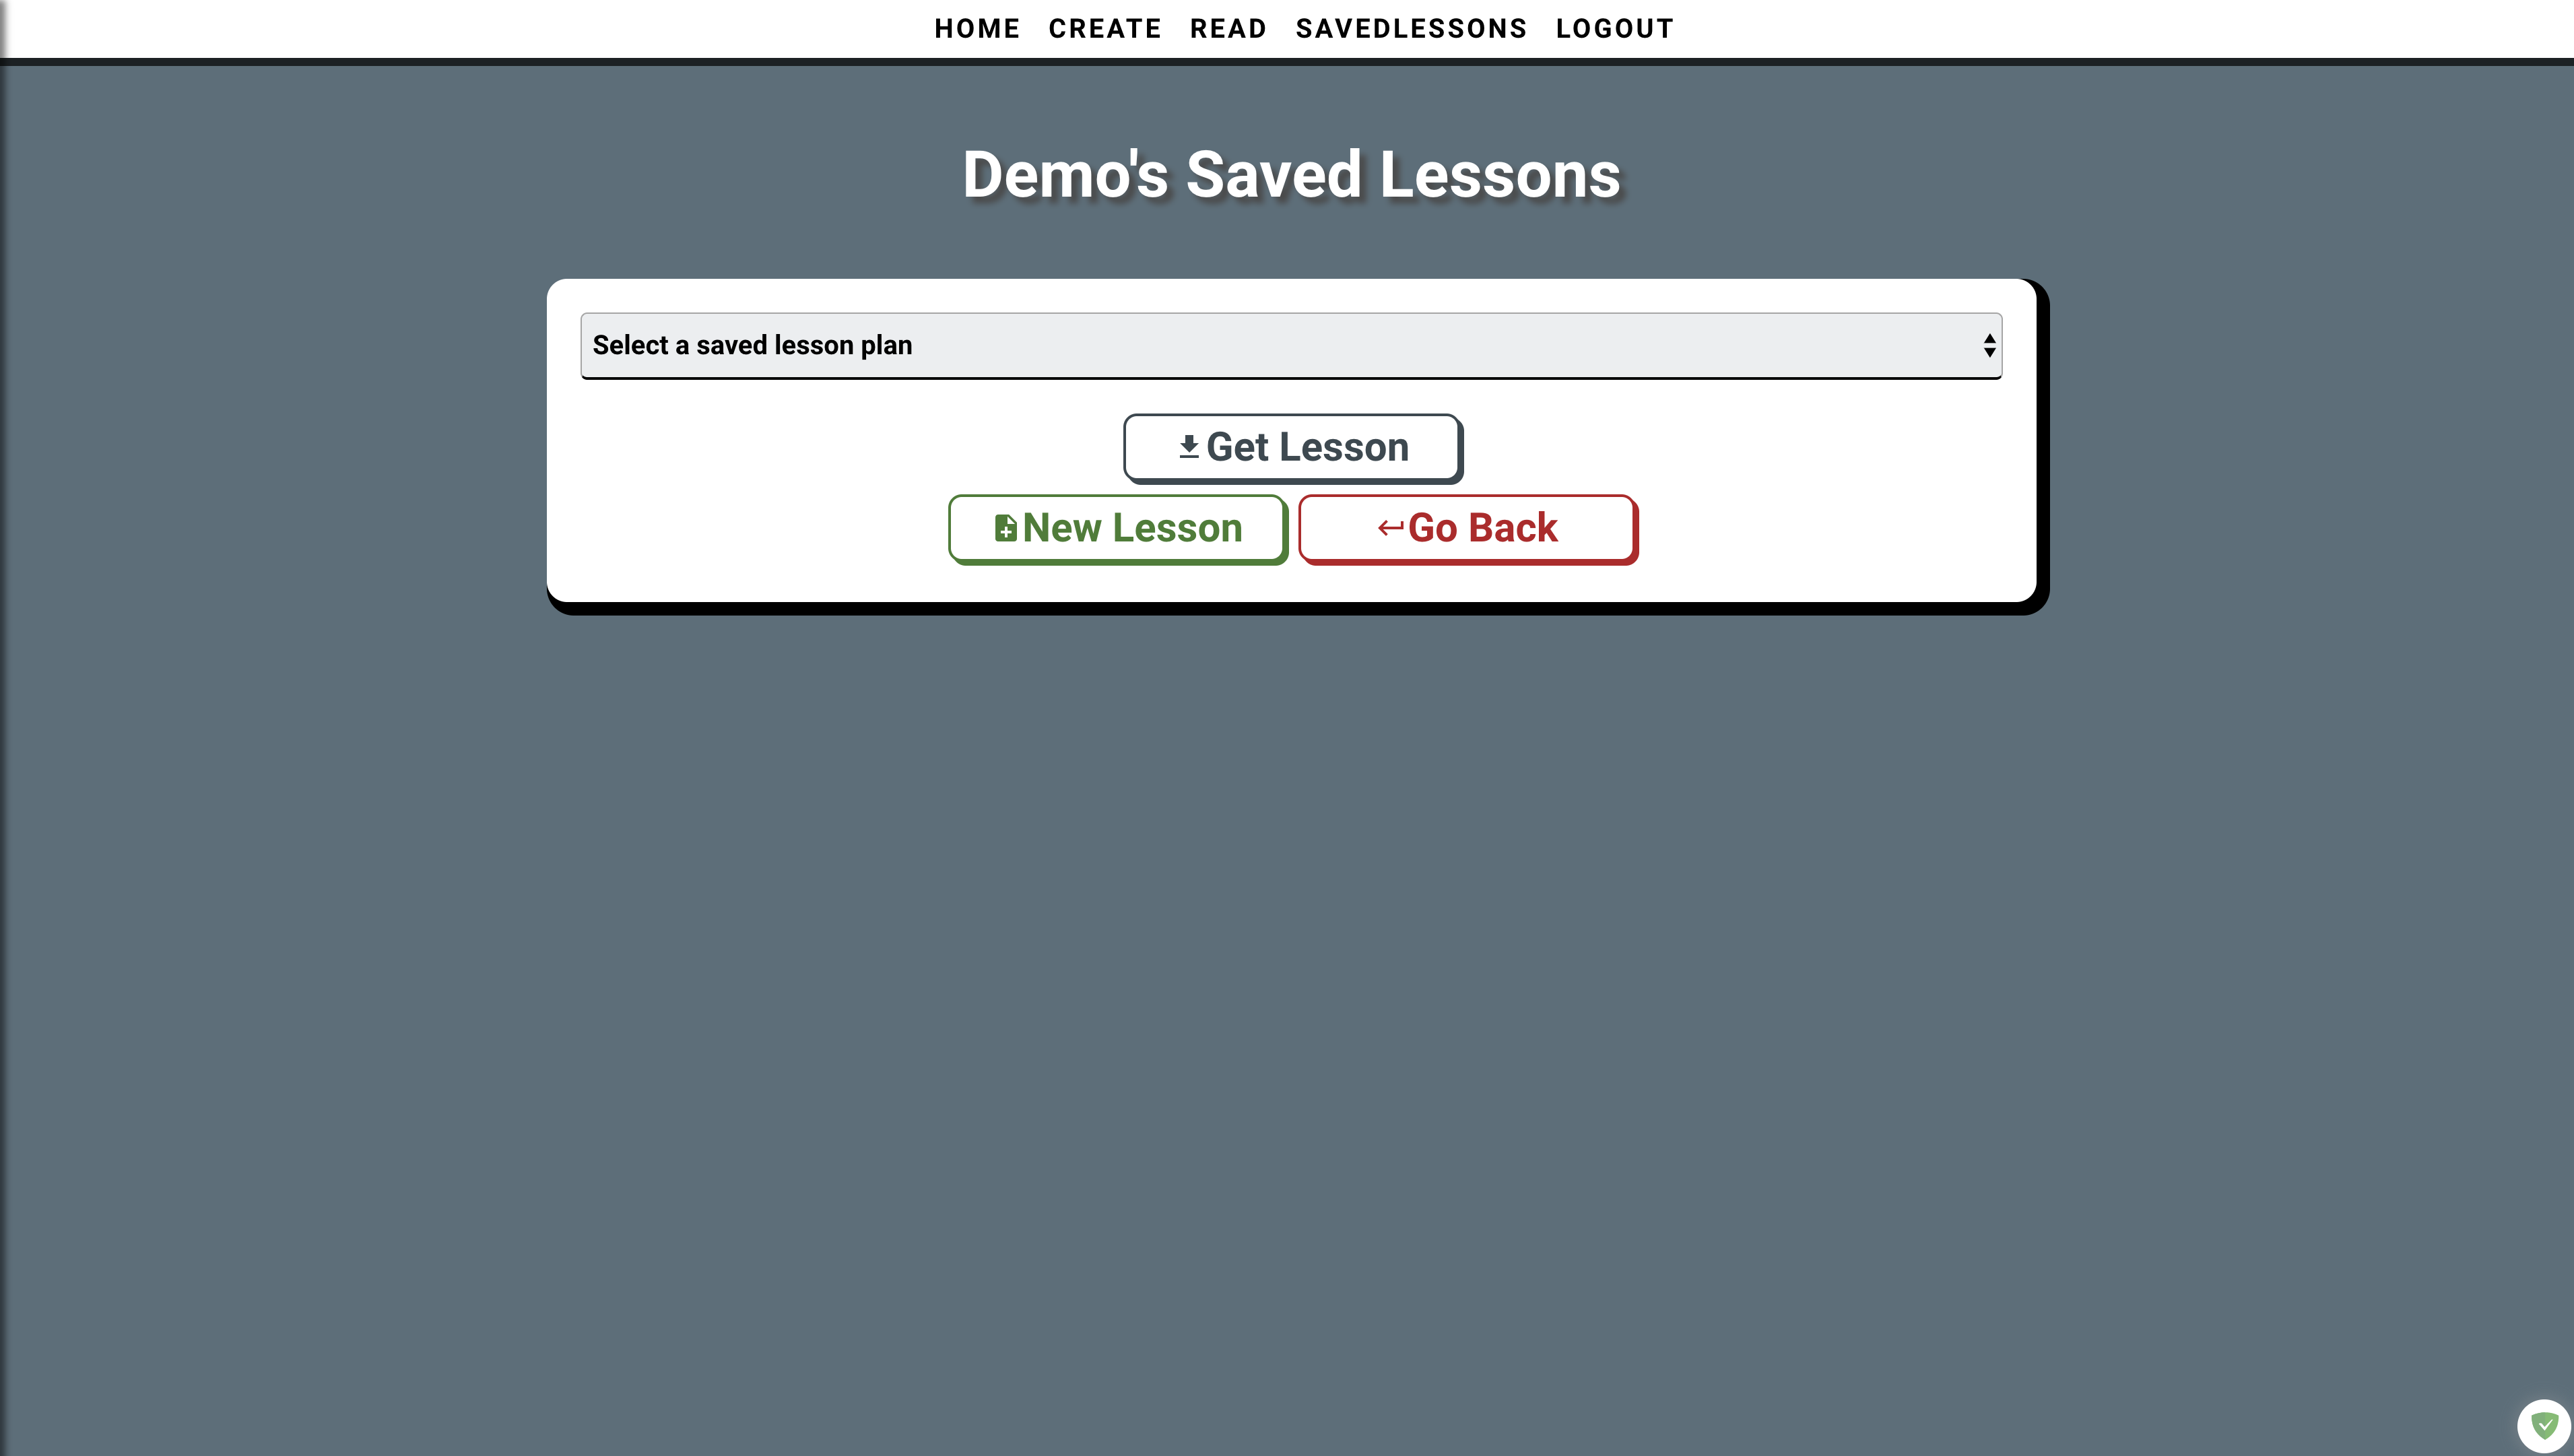 HOME CREATE READ SAVEDLESSONS LOGOUT
Demo's Saved Lessons
Select a saved lesson plan
Get Lesson
New Lesson Go Back